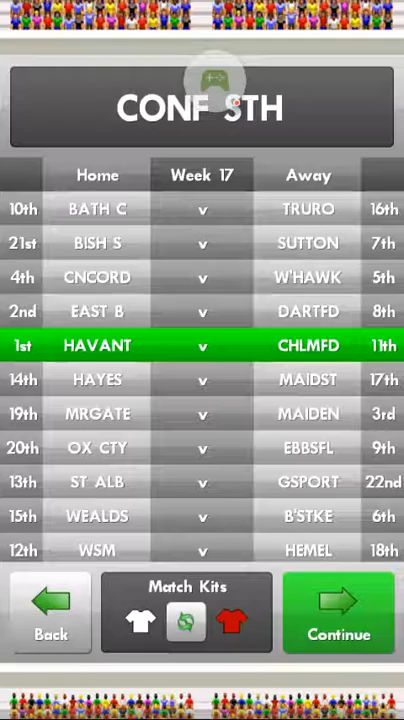 CONF STH
Home Week 17 Away
10th BATH C v TRURO 16th
21st BISH S v SUTTON 7th
4th CNCORD v W'HAWK 5th
2nd EAST B v DARTFD 8th
1st HAVANT v CHLMFD 11th
14th HAYES v MAIDST 17th
19th MRGATE v MAIDEN 3rd
20th OX CTY v EBBSFL 9th
13th ST ALB v GSPORT 22nd
15th WEALDS v B'STKE 6th
12th WSM v HEMEL 18th
Match Kits
Back Continue